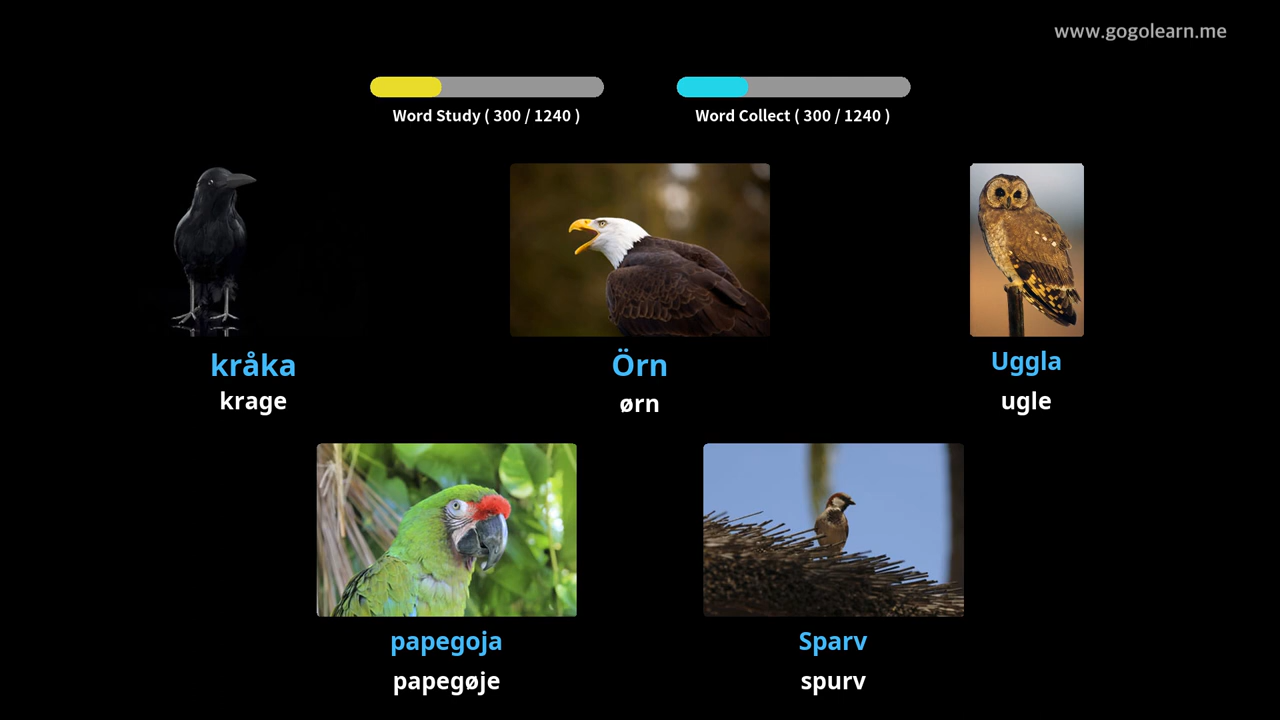 www.gogolearn.me
Word Study ( 300 / 1240 )
Word Collect ( 300 / 1240 )
kråka
krage
Örn
ørn
Uggla
ugle
papegoja
papegøje
Sparv
spurv